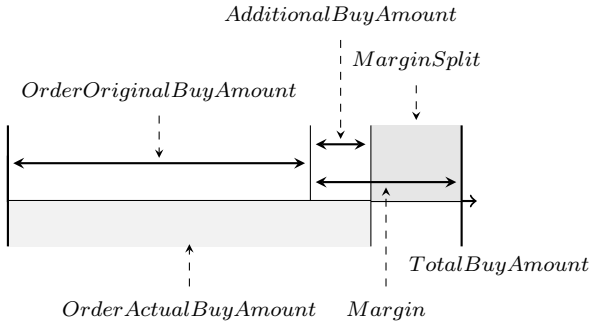 AdditionalBuyAmount
MarginSplit
OrderOriginalBuyAmount
TotalBuyAmount
OrderActualBuyAmount
Margin